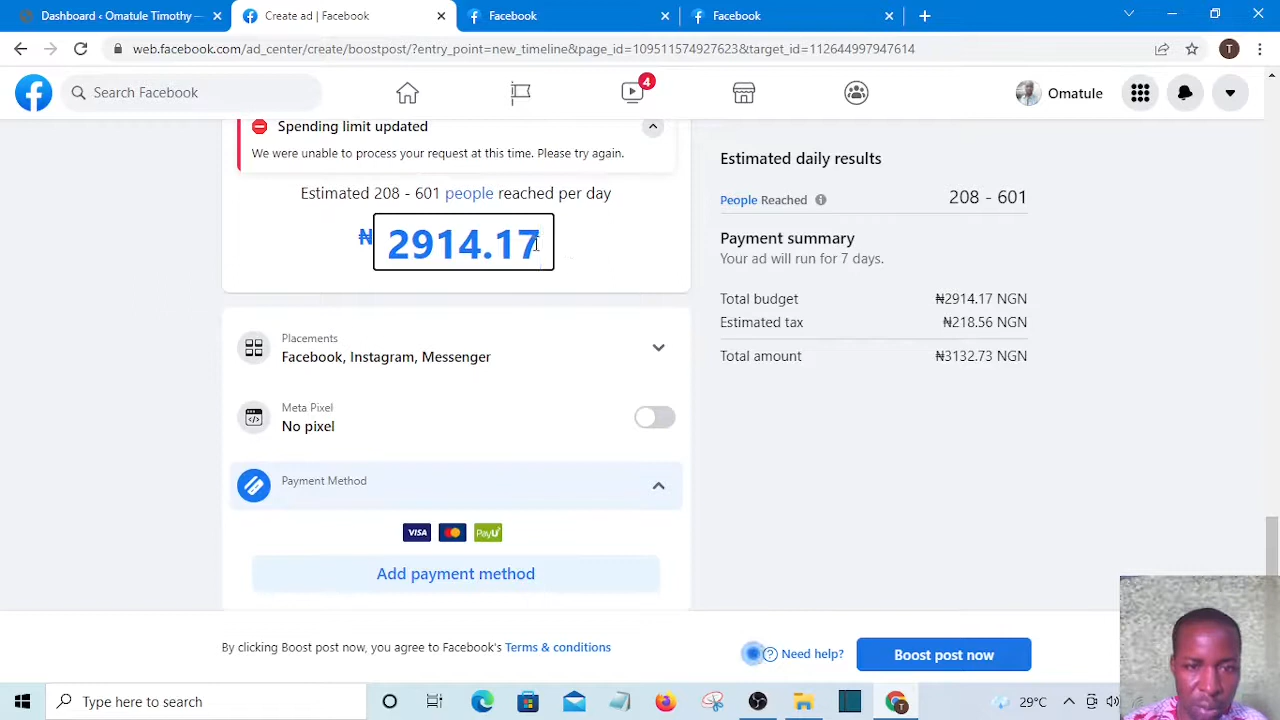 Dashboard ‹ Omatule Timothy —
Create ad | Facebook
Facebook
Facebook
web.facebook.com/ad_center/create/boostpost/?entry_point=new_timeline&page_id=109511574927623&target_id=112644997947614
T
Search Facebook
4
Omatule
Spending limit updated
We were unable to process your request at this time. Please try again.
Estimated 208 - 601 people reached per day
₦ 2914.17
Placements
Facebook, Instagram, Messenger
Meta Pixel
No pixel
Payment Method
VISA
PayU
Add payment method
Estimated daily results
People Reached 208 - 601
Payment summary
Your ad will run for 7 days.
Total budget ₦2914.17 NGN
Estimated tax ₦218.56 NGN
Total amount ₦3132.73 NGN
By clicking Boost post now, you agree to Facebook's Terms & conditions
Need help?
Boost post now
Type here to search
T
29°C